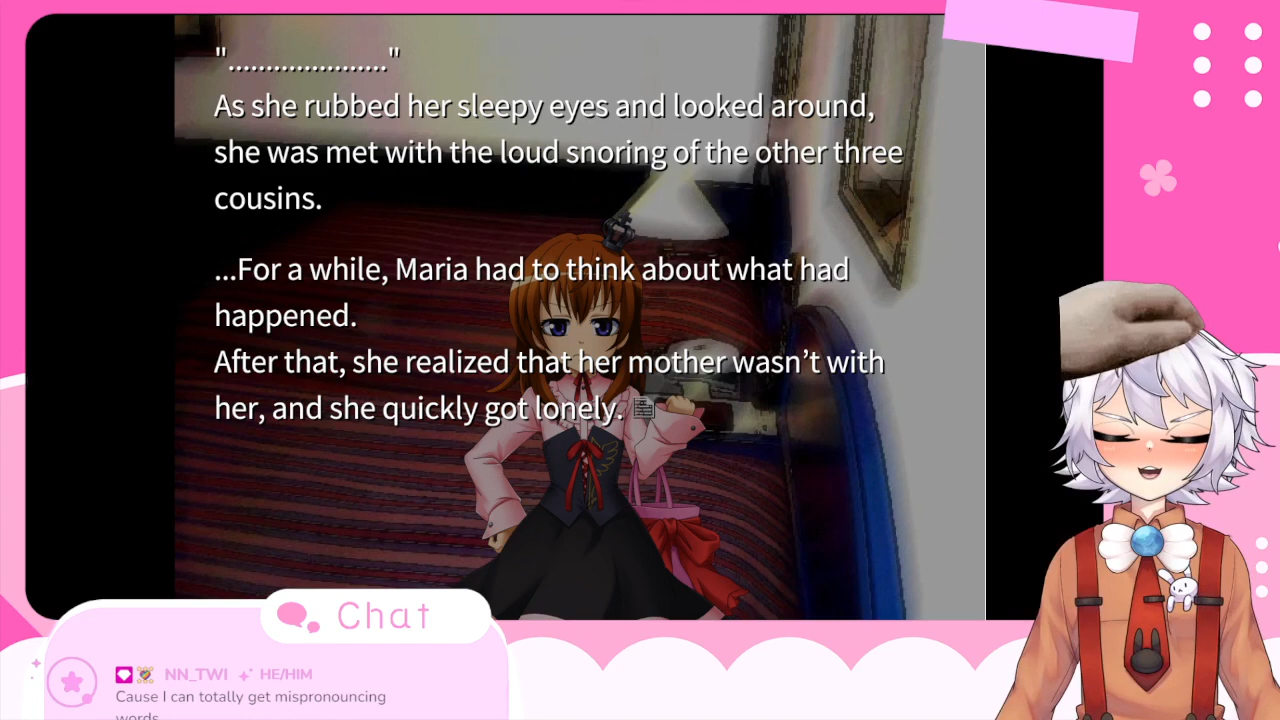 "....................."
As she rubbed her sleepy eyes and looked around,
she was met with the loud snoring of the other three
cousins.
...For a while, Maria had to think about what had
happened.
After that, she realized that her mother wasn’t with
her, and she quickly got lonely.
Chat
NN_TWI HE/HIM
Cause I can totally get mispronouncing
words